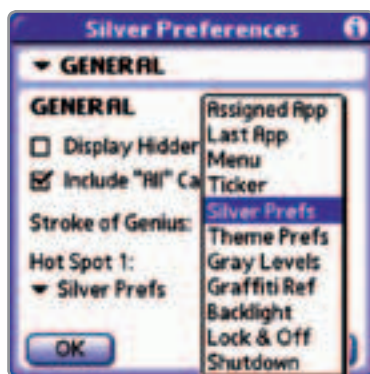 Silver Preferences i
GENERAL
GENERAL
Display Hidden
Include "All" Ca
Stroke of Genius:
Hot Spot 1:
Silver Prefs
OK
Assigned App
Last App
Menu
Ticker
Silver Prefs
Theme Prefs
Gray Levels
Graffiti Ref
Backlight
Lock & Off
Shutdown